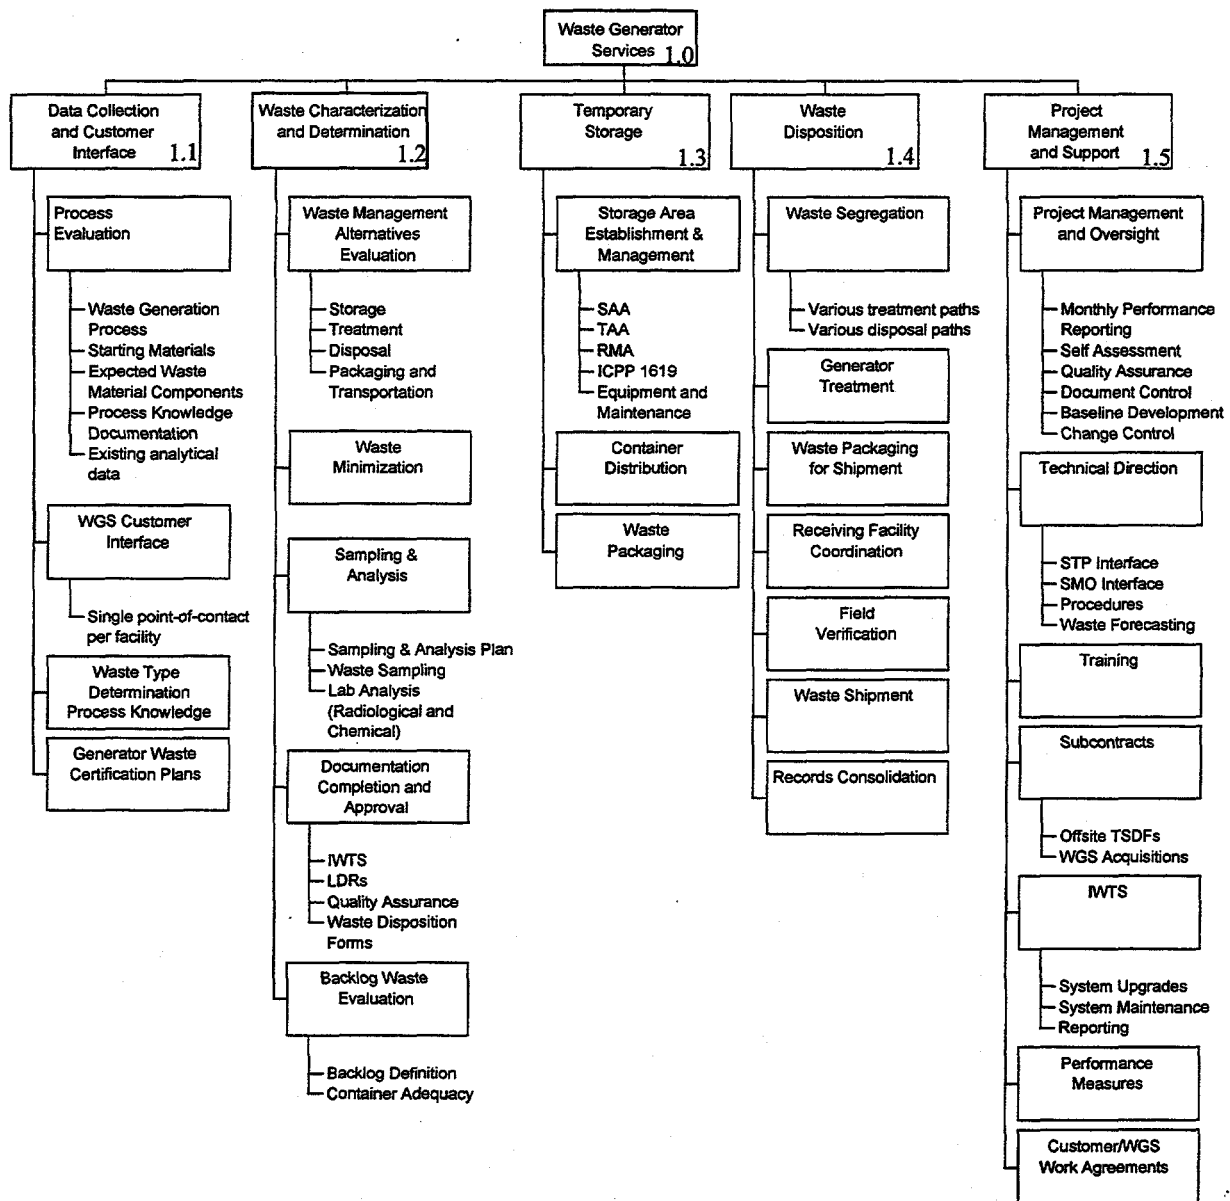 Waste Generator
Services 1.0
Data Collection
and Customer
Interface 1.1
Process
Evaluation
Waste Generation
Process
Starting Materials
Expected Waste
Material Components
Process Knowledge
Documentation
Existing analytical
data
WGS Customer
Interface
Single point-of-contact
per facility
Waste Type
Determination
Process Knowledge
Generator Waste
Certification Plans
Waste Characterization
and Determination
1.2
Waste Management
Alternatives
Evaluation
Storage
Treatment
Disposal
Packaging and
Transportation
Waste
Minimization
Sampling &
Analysis
Sampling & Analysis Plan
Waste Sampling
Lab Analysis
(Radiological and
Chemical)
Documentation
Completion and
Approval
IWTS
LDRs
Quality Assurance
Waste Disposition
Forms
Backlog Waste
Evaluation
Backlog Definition
Container Adequacy
Temporary
Storage
1.3
Storage Area
Establishment &
Management
SAA
TAA
RMA
ICPP 1619
Equipment and
Maintenance
Container
Distribution
Waste
Packaging
Waste
Disposition
1.4
Waste Segregation
Various treatment paths
Various disposal paths
Generator
Treatment
Waste Packaging
for Shipment
Receiving Facility
Coordination
Field
Verification
Waste Shipment
Records Consolidation
Project
Management
and Support 1.5
Project Management
and Oversight
Monthly Performance
Reporting
Self Assessment
Quality Assurance
Document Control
Baseline Development
Change Control
Technical Direction
STP Interface
SMO Interface
Procedures
Waste Forecasting
Training
Subcontracts
Offsite TSDFs
WGS Acquisitions
IWTS
System Upgrades
System Maintenance
Reporting
Performance
Measures
Customer/WGS
Work Agreements